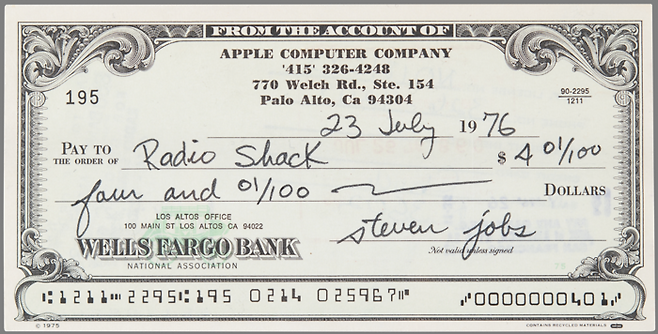 FROM THE ACCOUNT OF
APPLE COMPUTER COMPANY
'415' 326-4248
770 Welch Rd., Ste. 154
Palo Alto, Ca 94304
195
90-2295
1211
23 July 1976
PAY TO
THE ORDER OF Radio Shack $ 4 01/100
four and 01/100 DOLLARS
LOS ALTOS OFFICE
100 MAIN ST LOS ALTOS CA 94022
WELLS FARGO BANK
NATIONAL ASSOCIATION
steven jobs
Not valid unless signed
⑆1211⑉2295⑆195 0214 025967⑈ ⑈0000000401⑈
© 1975
CONTAINS RECYCLED MATERIALS